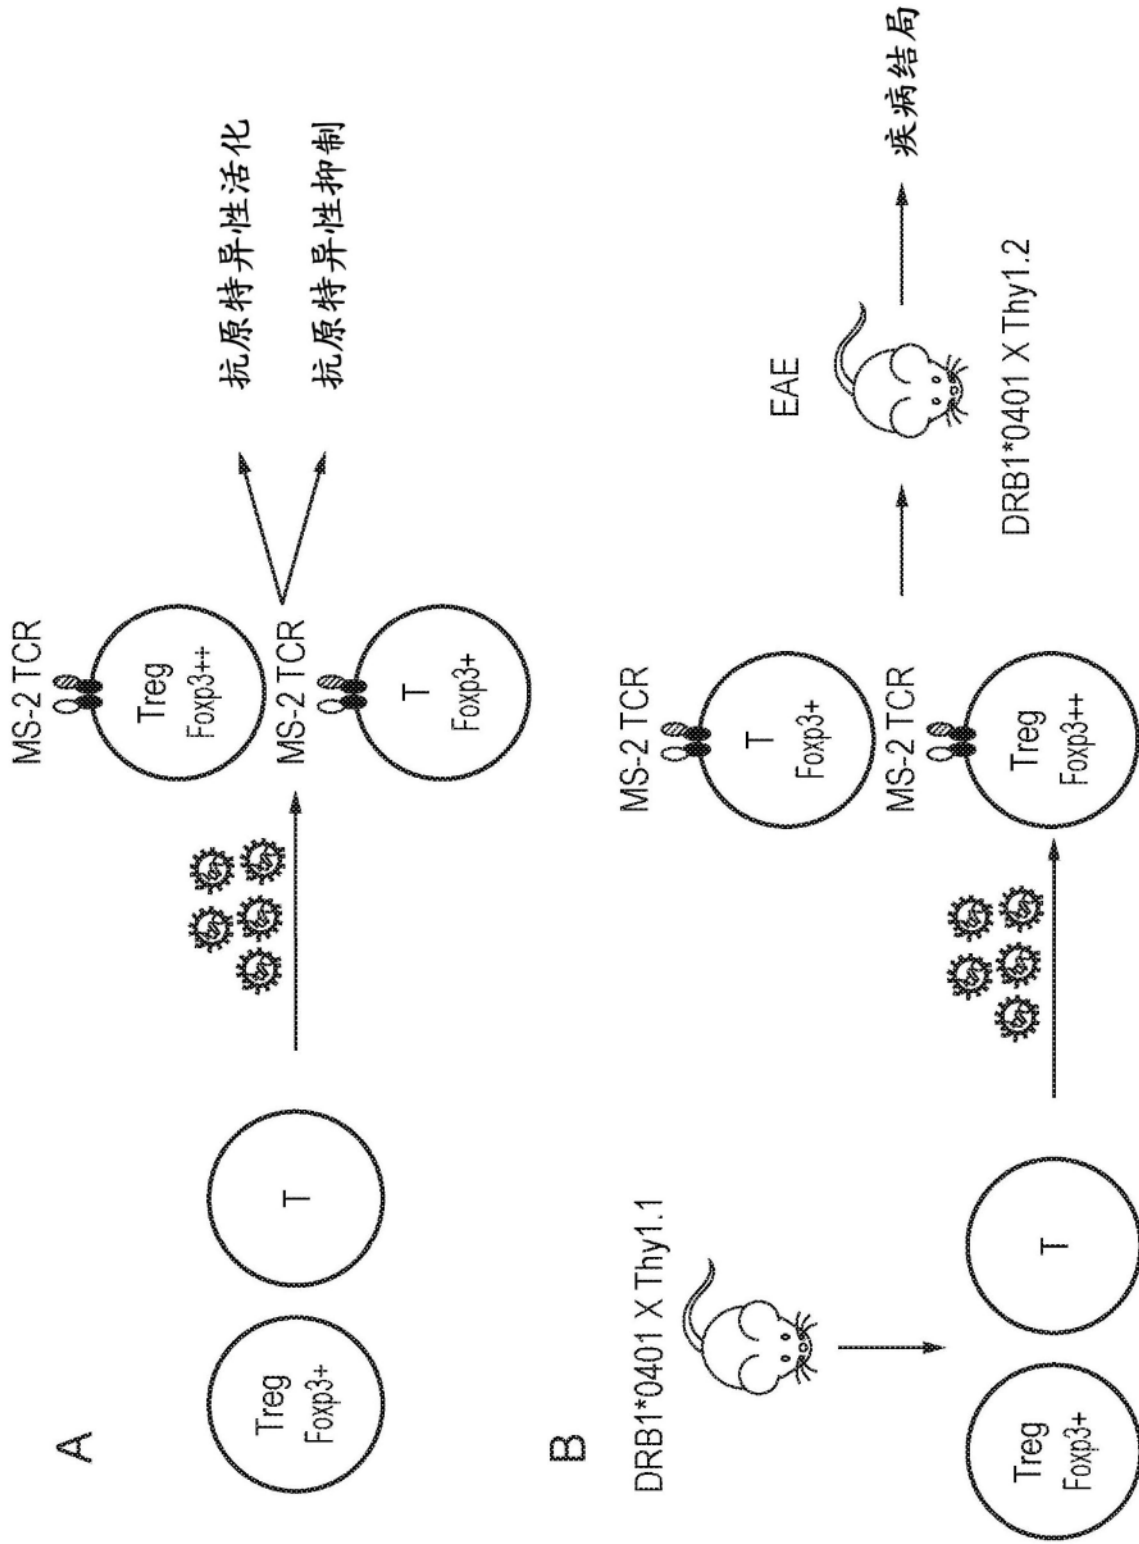 A
Treg
Foxp3+
T
MS-2 TCR
Treg
Foxp3++
MS-2 TCR
T
Foxp3+
抗原特异性活化
抗原特异性抑制
B
DRB1*0401 X Thy1.1
Treg
Foxp3+
T
MS-2 TCR
T
Foxp3+
MS-2 TCR
Treg
Foxp3++
EAE
DRB1*0401 X Thy1.2
疾病结局